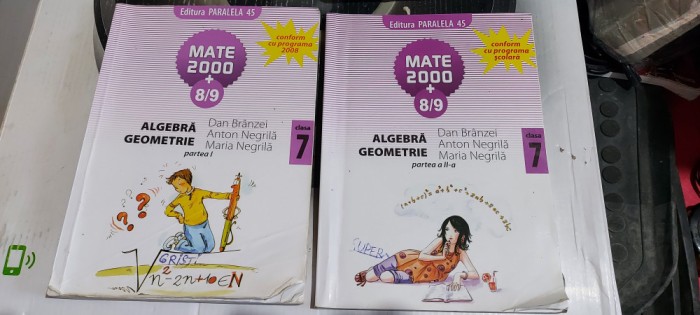 Editura PARALELA 45
conform
cu programa
2008
MATE
2000
+
8/9
ALGEBRĂ
GEOMETRIE
partea I
Dan Brânzei
Anton Negrilă
Maria Negrilă
clasa
7
???
Editura PARALELA 45
conform
cu programa
școlară
MATE
2000
+
8/9
ALGEBRĂ
GEOMETRIE
partea a II-a
Dan Brânzei
Anton Negrilă
Maria Negrilă
clasa
7
SUPER